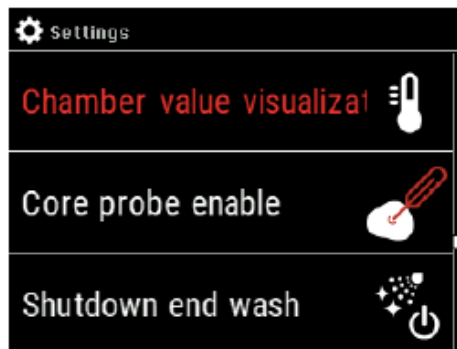 Settings
Chamber value visualizat
Core probe enable
Shutdown end wash